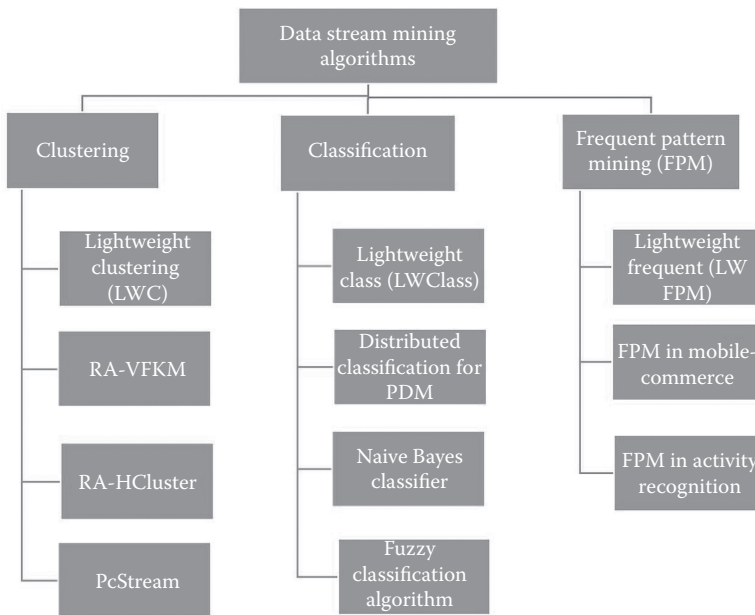 Data stream mining
algorithms
Clustering
Classification
Frequent pattern
mining (FPM)
Lightweight
clustering
(LWC)
RA-VFKM
RA-HCluster
PcStream
Lightweight
class (LWClass)
Distributed
classification for
PDM
Naive Bayes
classifier
Fuzzy
classification
algorithm
Lightweight
frequent (LW
FPM)
FPM in mobile-
commerce
FPM in activity
recognition